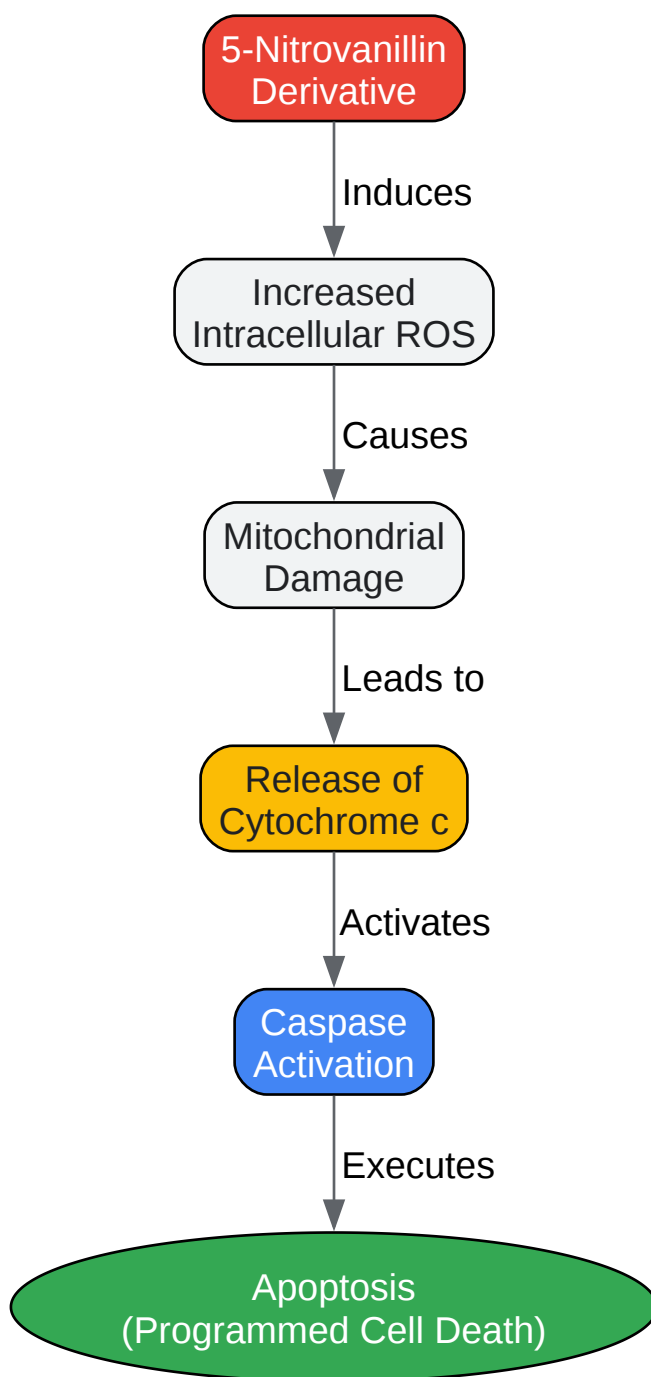 5-Nitrovanillin
Derivative
Induces
Increased
Intracellular ROS
Causes
Mitochondrial
Damage
Leads to
Release of
Cytochrome c
Activates
Caspase
Activation
Executes
Apoptosis
(Programmed Cell Death)